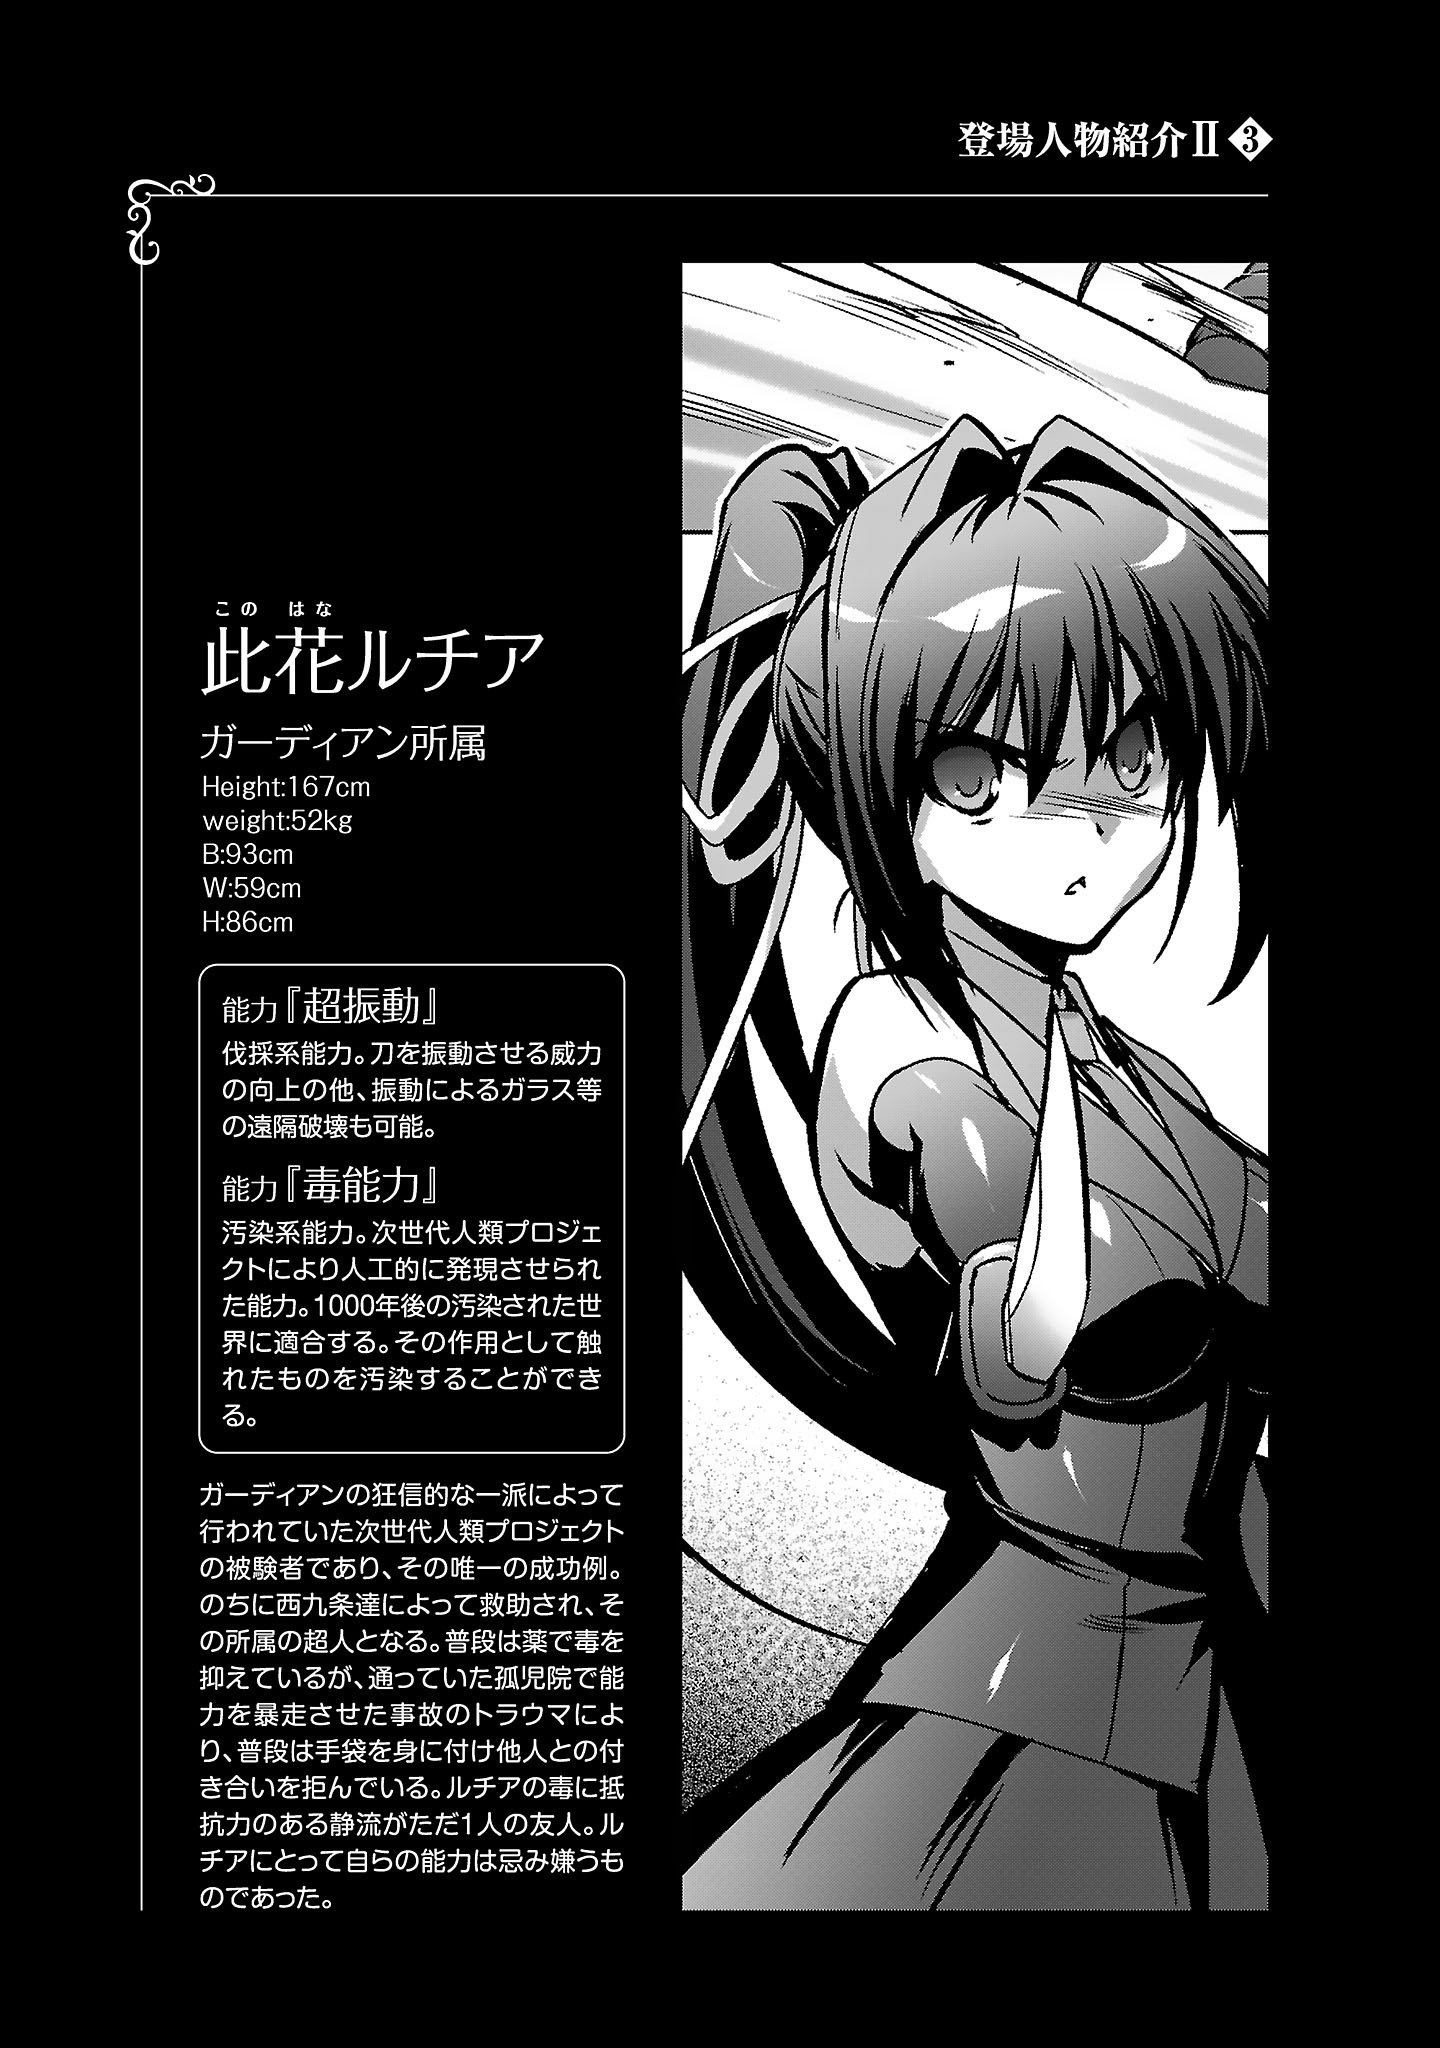 登場人物紹介Ⅱ3
このはな
此花ルチア
ガーディアン所属
Height:167cm
weight:52kg
B:93cm
W:59cm
H:86cm
能力『超振動』
伐採系能力。刀を振動させる威力
の向上の他、振動によるガラス等
の遠隔破壊も可能。
能力『毒能力』
汚染系能力。次世代人類プロジェ
クトにより人工的に発現させられ
た能力。1000年後の汚染された世
界に適合する。その作用として触
れたものを汚染することができ
る。
ガーディアンの狂信的な一派によって
行われていた次世代人類プロジェクト
の被験者であり、その唯一の成功例。
のちに西九条達によって救助され、そ
の所属の超人となる。普段は薬で毒を
抑えているが、通っていた孤児院で能
力を暴走させた事故のトラウマによ
り、普段は手袋を身に付け他人との付
き合いを拒んでいる。ルチアの毒に抵
抗力のある静流がただ1人の友人。ル
チアにとって自らの能力は忌み嫌うも
のであった。